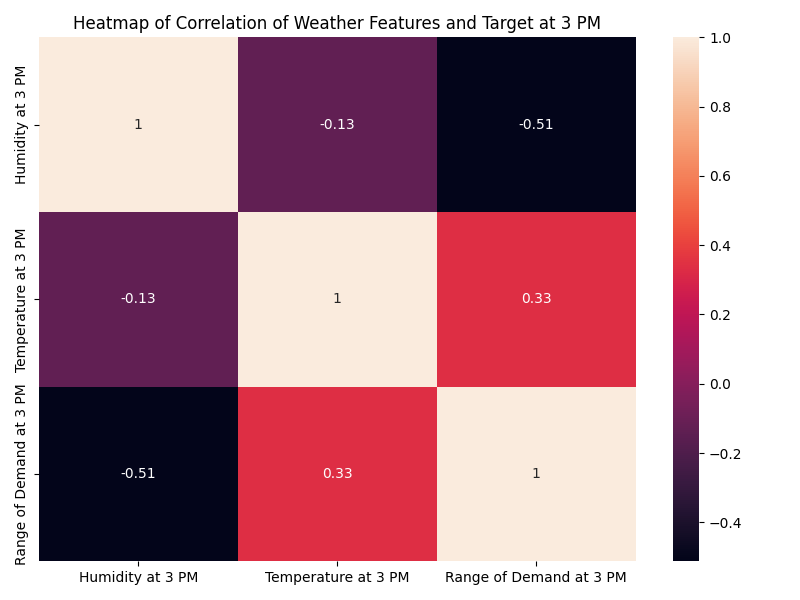 Heatmap of Correlation of Weather Features and Target at 3 PM
Humidity at 3 PM
1
-0.13
-0.51
Temperature at 3 PM
-0.13
1
0.33
Range of Demand at 3 PM
-0.51
0.33
1
Humidity at 3 PM
Temperature at 3 PM
Range of Demand at 3 PM
1.0
0.8
0.6
0.4
0.2
0.0
−0.2
−0.4